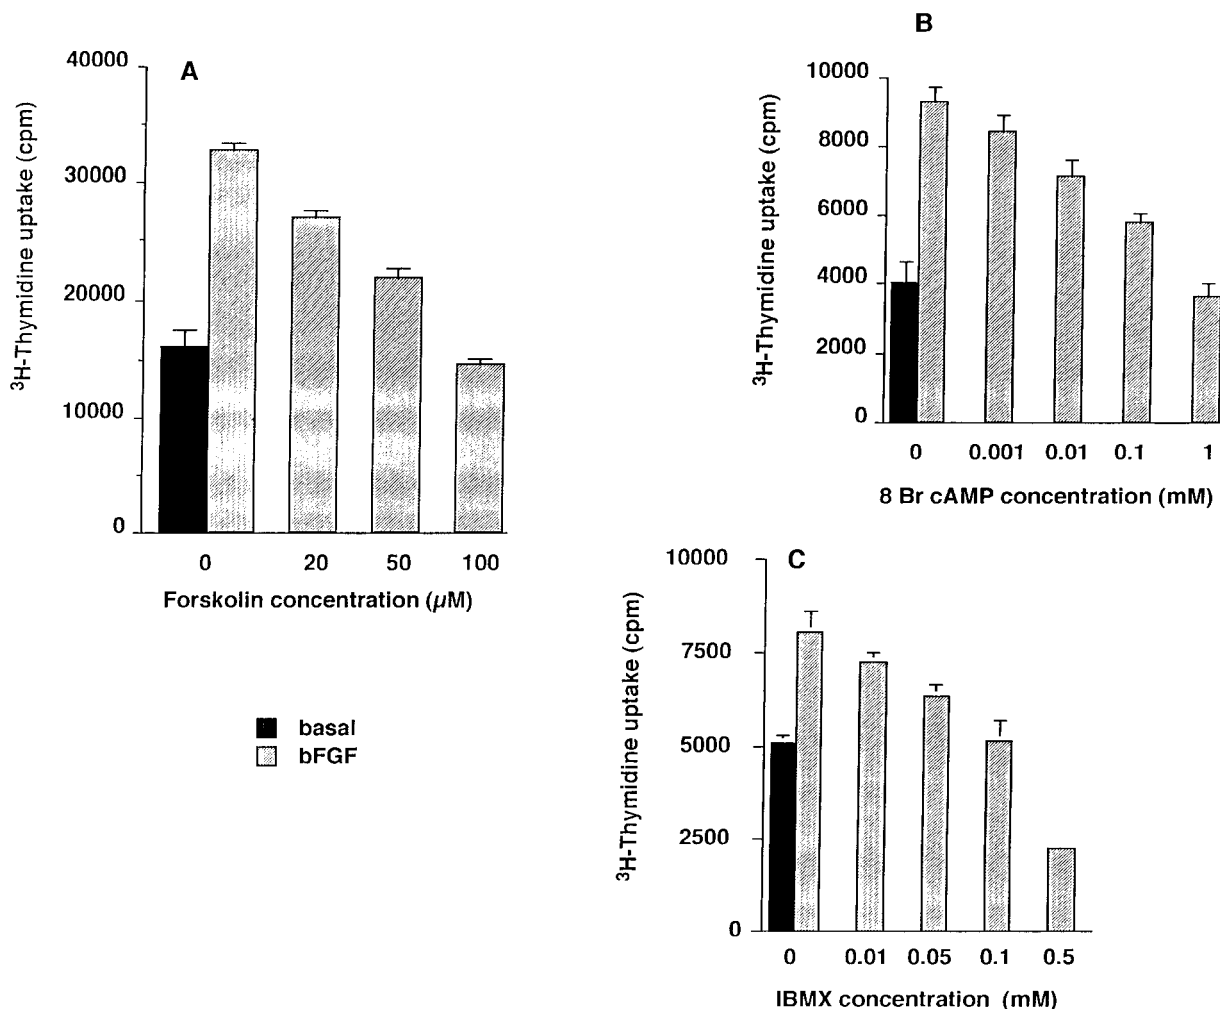 A
40000
30000
20000
10000
0
³H-Thymidine uptake (cpm)
0 20 50 100
Forskolin concentration (µM)
B
10000
8000
6000
4000
2000
0
³H-Thymidine uptake (cpm)
0 0.001 0.01 0.1 1
8 Br cAMP concentration (mM)
basal
bFGF
C
10000
7500
5000
2500
0
³H-Thymidine uptake (cpm)
0 0.01 0.05 0.1 0.5
IBMX concentration (mM)